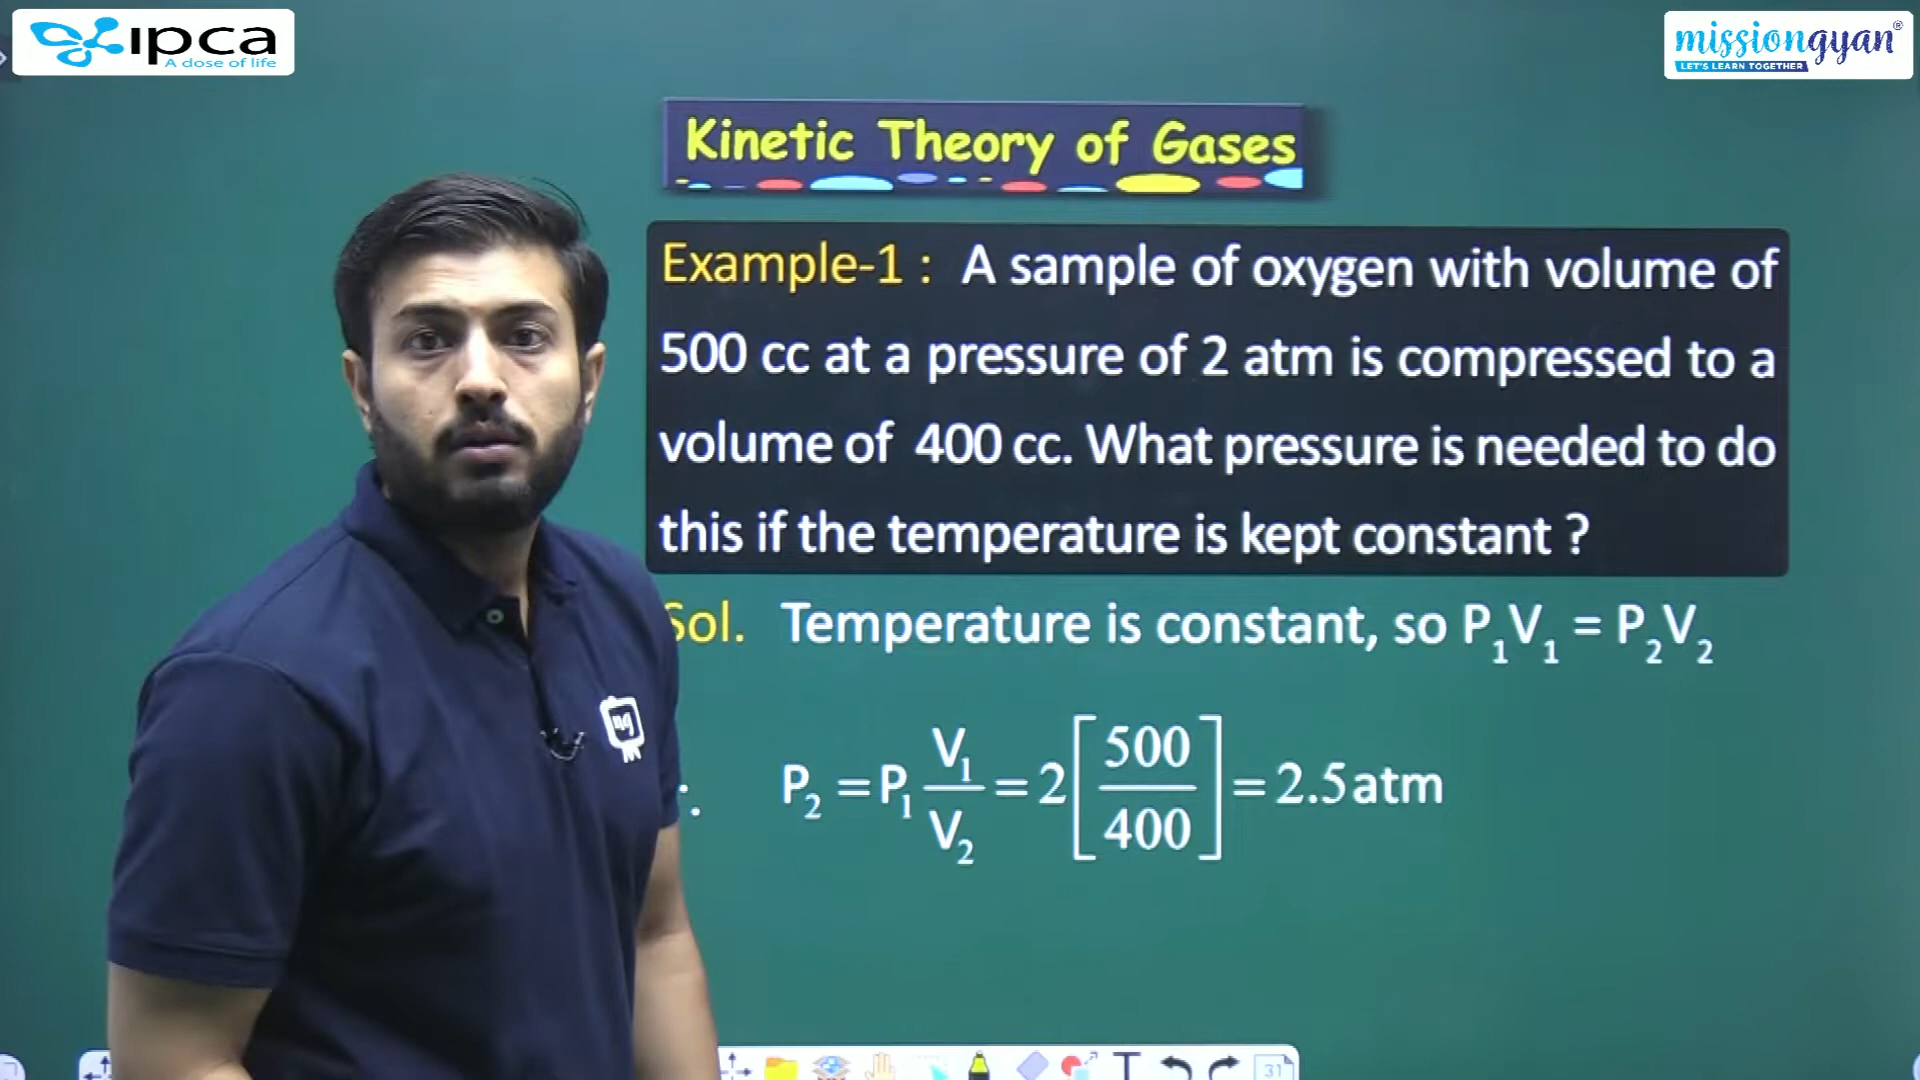 ipca
A dose of life
missiongyan®
LET'S LEARN TOGETHER
Kinetic Theory of Gases
Example-1 : A sample of oxygen with volume of
500 cc at a pressure of 2 atm is compressed to a
volume of 400 cc. What pressure is needed to do
this if the temperature is kept constant ?
Sol. Temperature is constant, so P₁V₁ = P₂V₂
∴ P₂ = P₁ V₁/V₂ = 2[500/400] = 2.5 atm
T 31